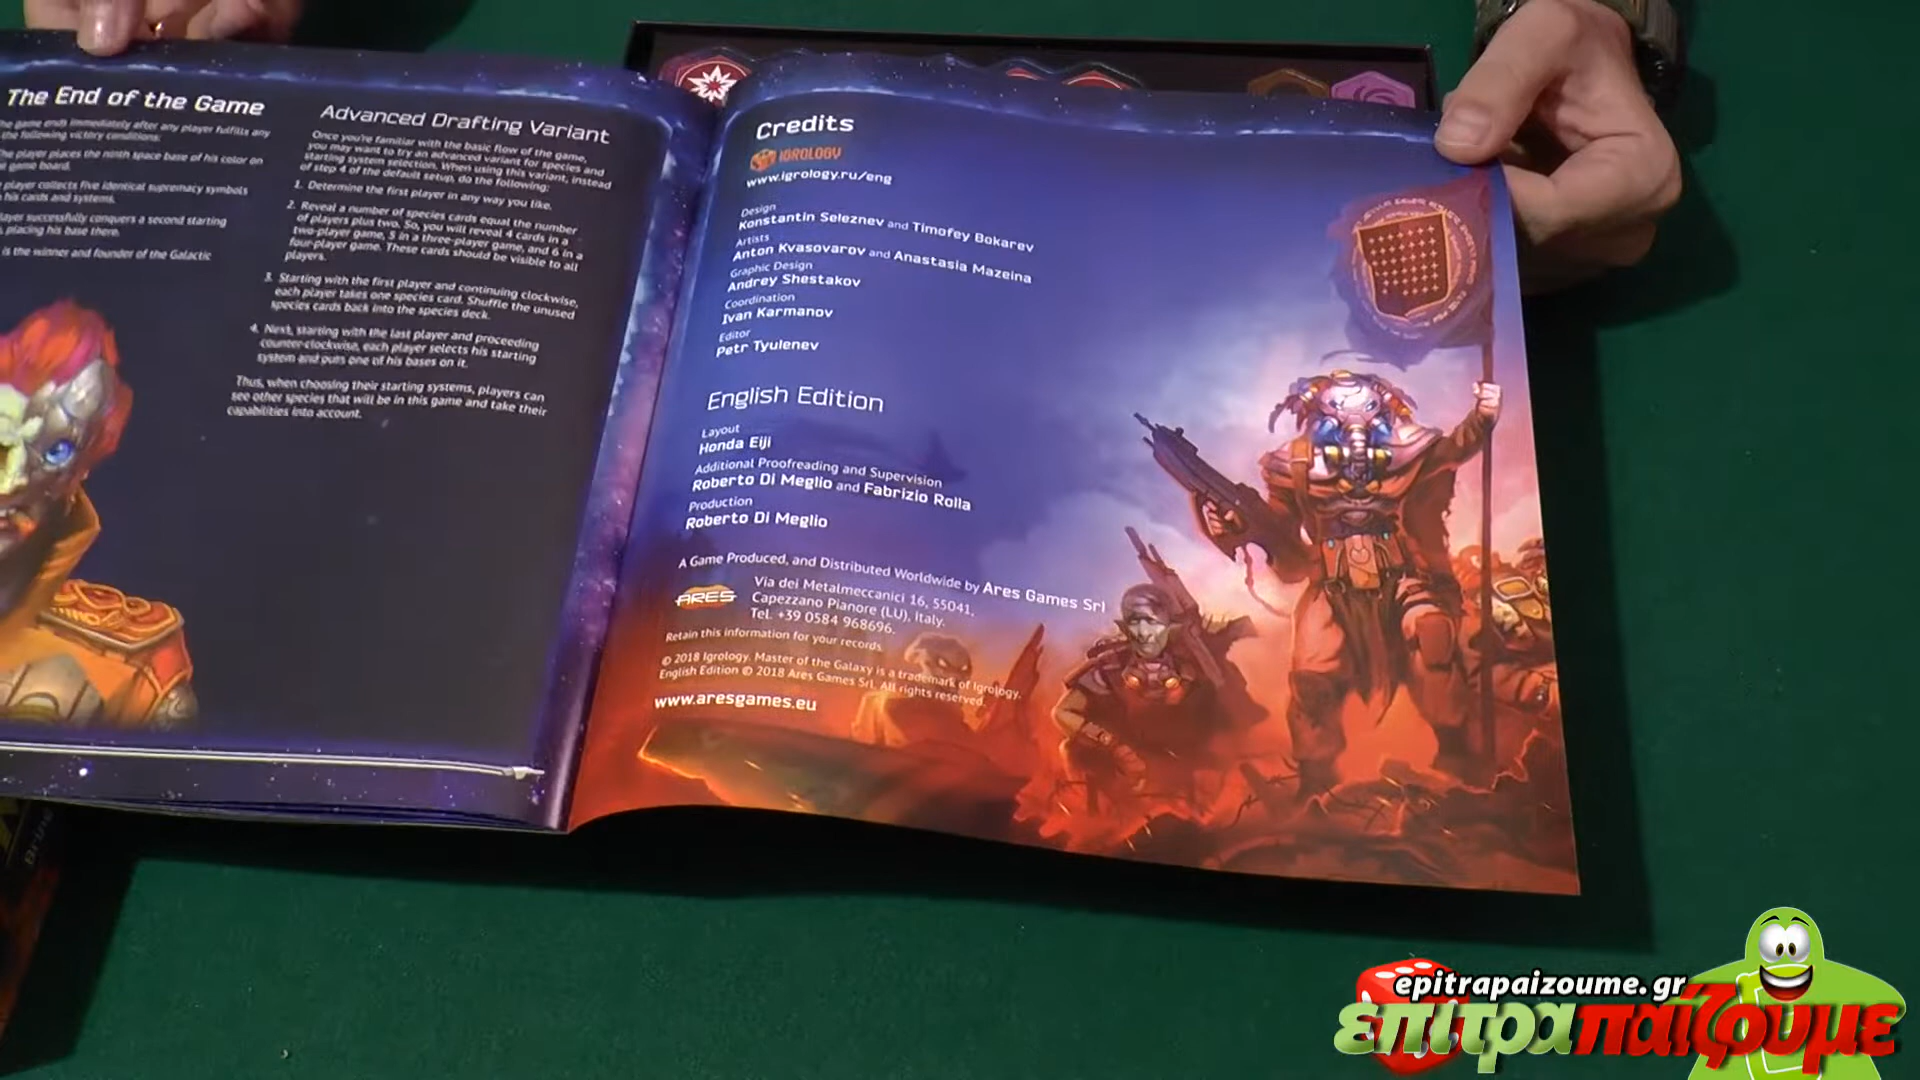 The End of the Game
the game ends immediately after any player fulfills any
the following victory conditions:
he player places the ninth space base of his color on
e game board.
player collects five identical supremacy symbols
his cards and systems.
layer successfully conquers a second starting
, placing his base there.
is the winner and founder of the Galactic
Advanced Drafting Variant
Once you're familiar with the basic flow of the game,
you may want to try an advanced variant for species and
starting system selection. When using this variant, instead
of step 4 of the default setup, do the following:
1. Determine the first player in any way you like.
2. Reveal a number of species cards equal the number
of players plus two. So, you will reveal 4 cards in a
two-player game, 5 in a three-player game, and 6 in a
four-player game. These cards should be visible to all
players.
3. Starting with the first player and continuing clockwise,
each player takes one species card. Shuffle the unused
species cards back into the species deck.
4. Next, starting with the last player and proceeding
counter-clockwise, each player selects his starting
system and puts one of his bases on it.
Thus, when choosing their starting systems, players can
see other species that will be in this game and take their
capabilities into account.
Credits
IGROLOGY
www.igrology.ru/eng
Design
Konstantin Seleznev and Timofey Bokarev
Artists
Anton Kvasovarov and Anastasia Mazeina
Graphic Design
Andrey Shestakov
Coordination
Ivan Karmanov
Editor
Petr Tyulenev
English Edition
Layout
Honda Eiji
Additional Proofreading and Supervision
Roberto Di Meglio and Fabrizio Rolla
Production
Roberto Di Meglio
A Game Produced, and Distributed Worldwide by Ares Games Srl
ARES
Via dei Metalmeccanici 16, 55041,
Capezzano Pianore (LU), Italy.
Tel. +39 0584 968696.
Retain this information for your records
© 2018 Igrology. Master of the Galaxy is a trademark of Igrology.
English Edition © 2018 Ares Games Srl. All rights reserved.
www.aresgames.eu
epitrapaizoume.gr
επιτραπαίζουμε